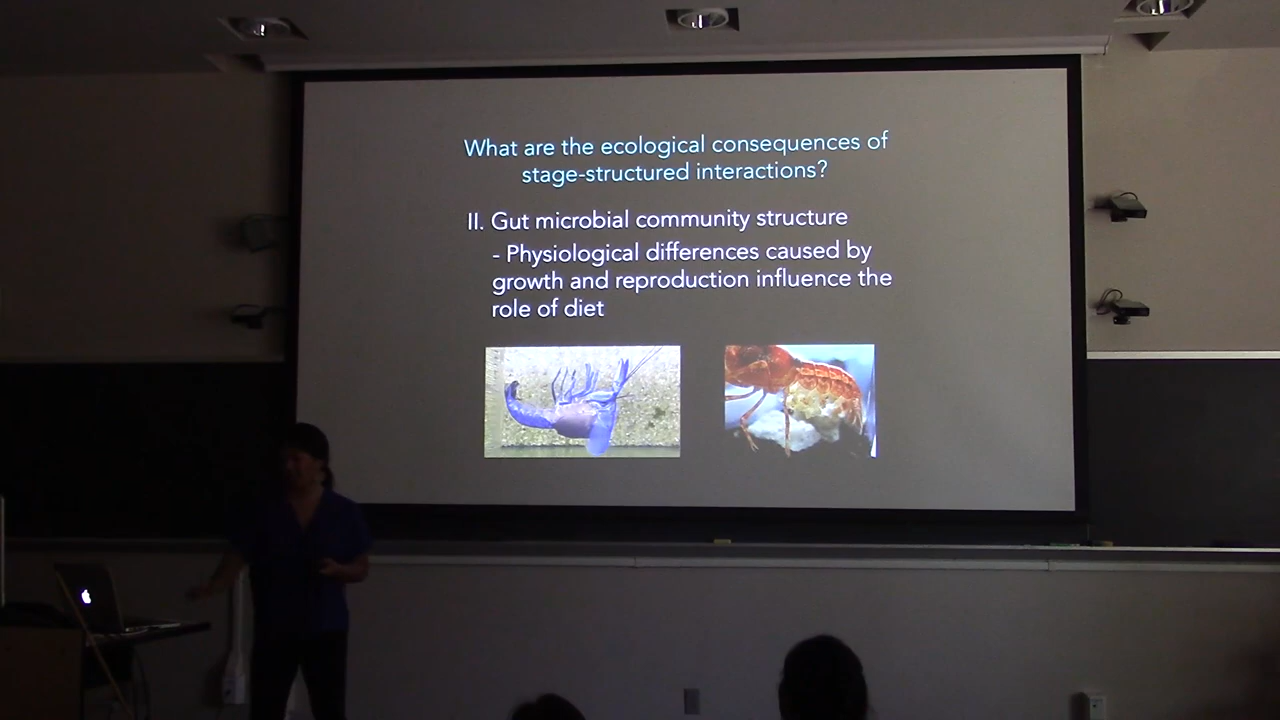 What are the ecological consequences of
stage-structured interactions?
II. Gut microbial community structure
- Physiological differences caused by
growth and reproduction influence the
role of diet